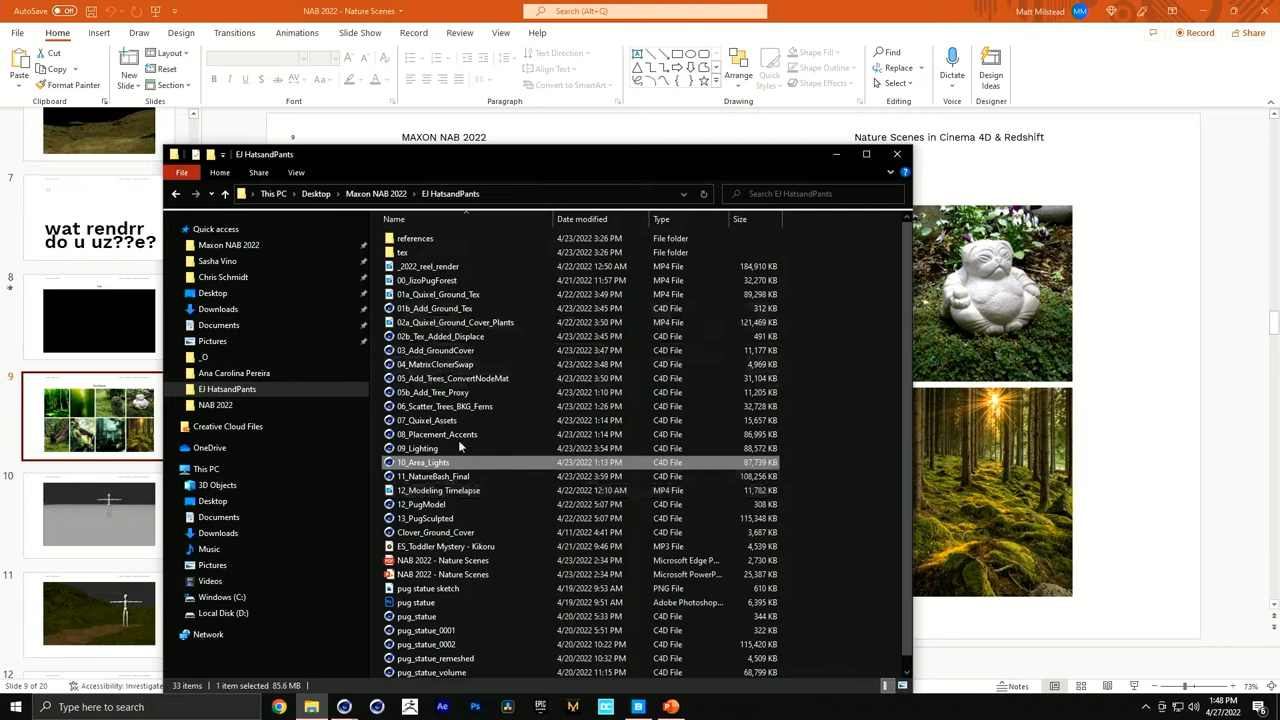 AutoSave Off
NAB 2022 – Nature Scenes
Search (Alt+Q)
Matt Milstead MM
File Home Insert Draw Design Transitions Animations Slide Show Record Review View Help
Record Share
Paste
Cut
Copy
Format Painter
Clipboard
New
Slide
Layout
Reset
Section
Slides
B I U S
Aa A
Font
Text Direction
Align Text
Convert to SmartArt
Paragraph
Arrange
Quick
Styles
Shape Fill
Shape Outline
Shape Effects
Drawing
Find
Replace
Select
Editing
Dictate
Voice
Design
Ideas
Designer
9
MAXON NAB 2022
Nature Scenes in Cinema 4D & Redshift
7
wat rendrr
do u uz??e?
8
9
10
11
12
EJ HatsandPants
File Home Share View
This PC Desktop Maxon NAB 2022 EJ HatsandPants
Search EJ HatsandPants
Quick access
Maxon NAB 2022
Sasha Vino
Chris Schmidt
Desktop
Downloads
Documents
Pictures
_O
Ana Carolina Pereira
EJ HatsandPants
NAB 2022
Creative Cloud Files
OneDrive
This PC
3D Objects
Desktop
Documents
Downloads
Music
Pictures
Videos
Windows (C:)
Local Disk (D:)
Network
Name Date modified Type Size
references 4/23/2022 3:26 PM File folder
tex 4/23/2022 3:26 PM File folder
_2022_reel_render 4/22/2022 12:50 AM MP4 File 184,910 KB
00_JizoPugForest 4/21/2022 11:57 PM MP4 File 32,270 KB
01a_Quixel_Ground_Tex 4/22/2022 3:49 PM MP4 File 89,298 KB
01b_Add_Ground_Tex 4/23/2022 3:45 PM C4D File 312 KB
02a_Quixel_Ground_Cover_Plants 4/22/2022 3:50 PM MP4 File 121,469 KB
02b_Tex_Added_Displace 4/23/2022 3:45 PM C4D File 491 KB
03_Add_GroundCover 4/23/2022 3:47 PM C4D File 11,177 KB
04_MatrixClonerSwap 4/23/2022 3:48 PM C4D File 4,969 KB
05_Add_Trees_ConvertNodeMat 4/23/2022 3:50 PM C4D File 31,104 KB
05b_Add_Tree_Proxy 4/23/2022 1:10 PM C4D File 11,205 KB
06_Scatter_Trees_BKG_Ferns 4/23/2022 1:26 PM C4D File 32,728 KB
07_Quixel_Assets 4/23/2022 1:14 PM C4D File 15,657 KB
08_Placement_Accents 4/23/2022 1:14 PM C4D File 86,995 KB
09_Lighting 4/23/2022 3:54 PM C4D File 88,572 KB
10_Area_Lights 4/23/2022 1:13 PM C4D File 87,739 KB
11_NatureBash_Final 4/23/2022 3:59 PM C4D File 108,256 KB
12_Modeling Timelapse 4/22/2022 12:10 AM MP4 File 11,782 KB
12_PugModel 4/22/2022 5:07 PM C4D File 308 KB
13_PugSculpted 4/22/2022 5:07 PM C4D File 115,348 KB
Clover_Ground_Cover 4/11/2022 4:41 PM C4D File 3,687 KB
ES_Toddler Mystery - Kikoru 4/21/2022 9:46 PM MP3 File 4,539 KB
NAB 2022 - Nature Scenes 4/23/2022 2:34 PM Microsoft Edge P... 2,730 KB
NAB 2022 - Nature Scenes 4/23/2022 2:34 PM Microsoft PowerP... 25,387 KB
pug statue sketch 4/19/2022 9:53 AM PNG File 610 KB
pug statue 4/19/2022 9:51 AM Adobe Photoshop... 6,395 KB
pug_statue 4/20/2022 5:33 PM C4D File 344 KB
pug_statue_0001 4/20/2022 5:51 PM C4D File 322 KB
pug_statue_0002 4/20/2022 10:22 PM C4D File 115,420 KB
pug_statue_remeshed 4/20/2022 10:32 PM C4D File 4,509 KB
pug_statue_volume 4/20/2022 11:15 PM C4D File 68,799 KB
33 items 1 item selected 85.6 MB
Slide 9 of 20 Accessibility: Investigate
Notes
73%
Type here to search
Ae Ps M DC
1:48 PM
4/27/2022